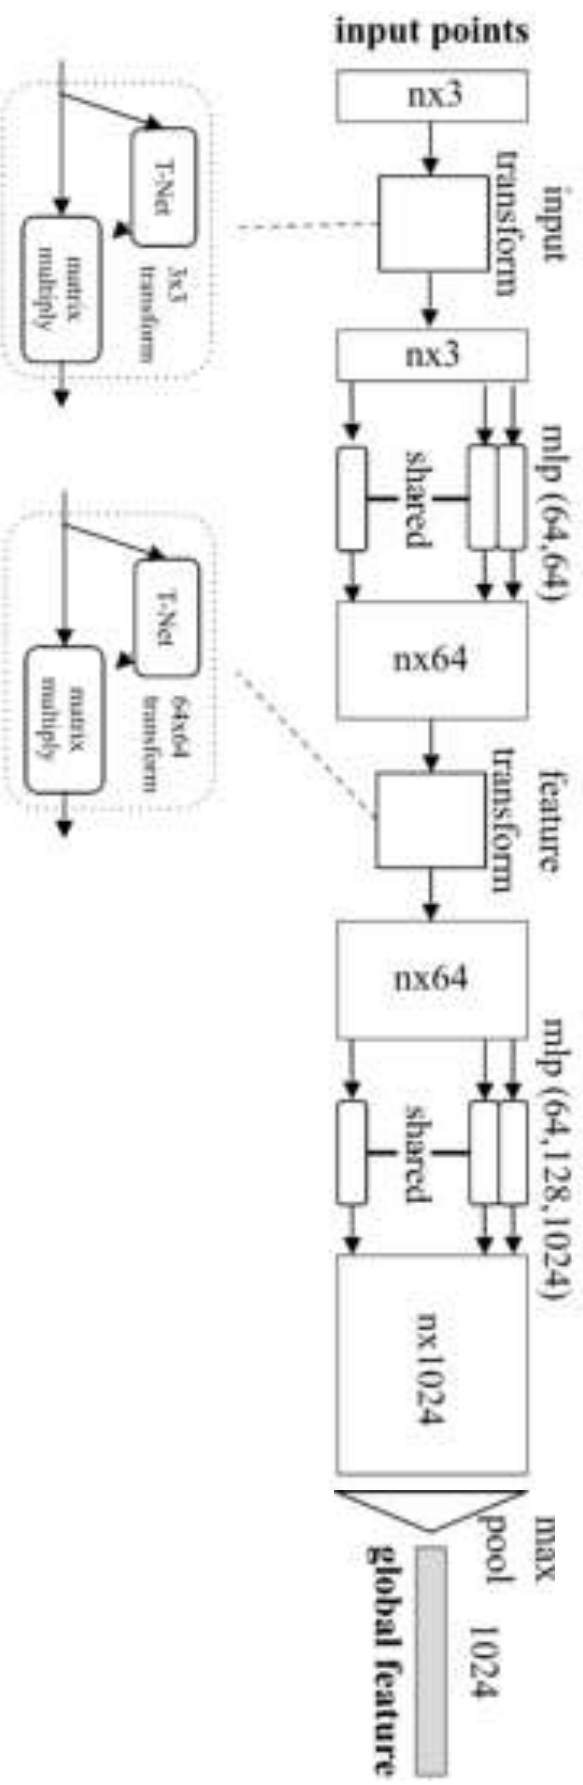 input points
nx3
input
transform
nx3
mlp (64,64)
shared
nx64
feature
transform
nx64
mlp (64,128,1024)
shared
nx1024
max
pool
1024
global feature
T-Net
3x3
transform
matrix
multiply
T-Net
64x64
transform
matrix
multiply